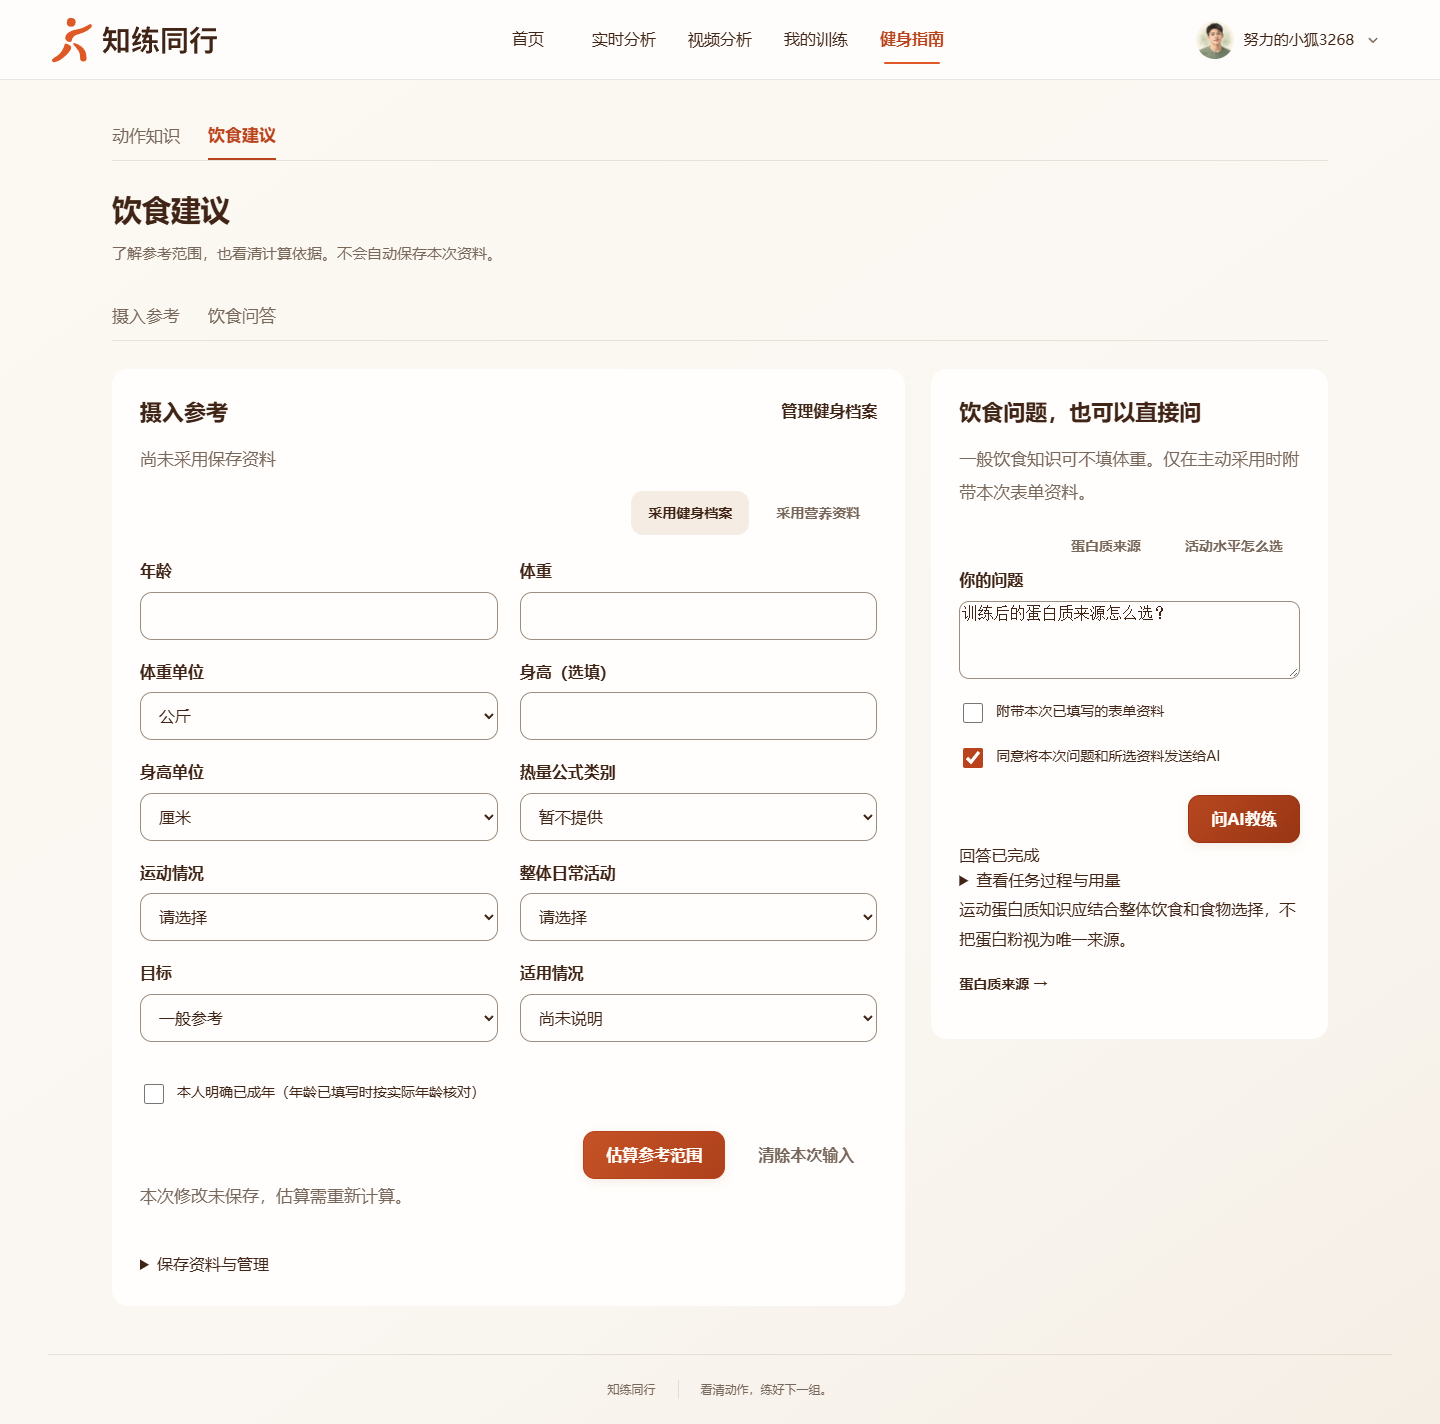 知练同行
首页
实时分析
视频分析
我的训练
健身指南
努力的小狐3268
动作知识
饮食建议
饮食建议
了解参考范围，也看清计算依据。不会自动保存本次资料。
摄入参考
饮食问答
摄入参考
管理健身档案
尚未采用保存资料
采用健身档案
采用营养资料
年龄
体重
体重单位
身高（选填）
公斤
身高单位
热量公式类别
厘米
暂不提供
运动情况
整体日常活动
请选择
请选择
目标
适用情况
一般参考
尚未说明
本人明确已成年（年龄已填写时按实际年龄核对）
估算参考范围
清除本次输入
本次修改未保存，估算需重新计算。
保存资料与管理
饮食问题，也可以直接问
一般饮食知识可不填体重。仅在主动采用时附
带本次表单资料。
蛋白质来源
活动水平怎么选
你的问题
训练后的蛋白质来源怎么选？
附带本次已填写的表单资料
同意将本次问题和所选资料发送给AI
问AI教练
回答已完成
查看任务过程与用量
运动蛋白质知识应结合整体饮食和食物选择，不
把蛋白粉视为唯一来源。
蛋白质来源 →
知练同行
看清动作，练好下一组。